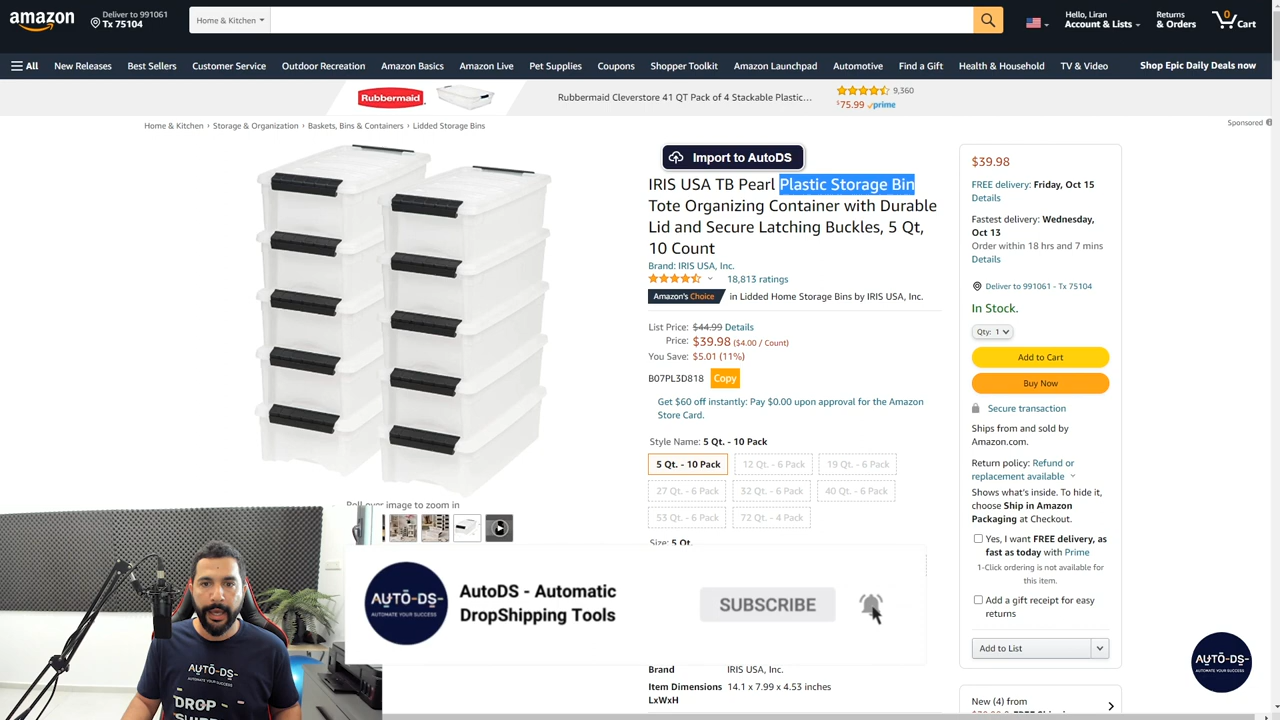 amazon
Deliver to 991061
Tx 75104
Home & Kitchen
Hello, Liran
Account & Lists
Returns
& Orders
0
Cart
All
New Releases
Best Sellers
Customer Service
Outdoor Recreation
Amazon Basics
Amazon Live
Pet Supplies
Coupons
Shopper Toolkit
Amazon Launchpad
Automotive
Find a Gift
Health & Household
TV & Video
Shop Epic Daily Deals now
Rubbermaid
Rubbermaid Cleverstore 41 QT Pack of 4 Stackable Plastic…
9,360
$75.99 prime
Sponsored
Home & Kitchen › Storage & Organization › Baskets, Bins & Containers › Lidded Storage Bins
Import to AutoDS
IRIS USA TB Pearl Plastic Storage Bin
Tote Organizing Container with Durable
Lid and Secure Latching Buckles, 5 Qt,
10 Count
Brand: IRIS USA, Inc.
18,813 ratings
Amazon's Choice in Lidded Home Storage Bins by IRIS USA, Inc.
List Price: $44.99 Details
Price: $39.98 ($4.00 / Count)
You Save: $5.01 (11%)
B07PL3D818 Copy
Get $60 off instantly: Pay $0.00 upon approval for the Amazon
Store Card.
Style Name: 5 Qt. - 10 Pack
5 Qt. - 10 Pack
12 Qt. - 6 Pack
19 Qt. - 6 Pack
27 Qt. - 6 Pack
32 Qt. - 6 Pack
40 Qt. - 6 Pack
53 Qt. - 6 Pack
72 Qt. - 4 Pack
Size: 5 Qt.
Roll over image to zoom in
$39.98
FREE delivery: Friday, Oct 15
Details
Fastest delivery: Wednesday,
Oct 13
Order within 18 hrs and 7 mins
Details
Deliver to 991061 - Tx 75104
In Stock.
Qty: 1
Add to Cart
Buy Now
Secure transaction
Ships from and sold by
Amazon.com.
Return policy: Refund or
replacement available
Shows what's inside. To hide it,
choose Ship in Amazon
Packaging at Checkout.
Yes, I want FREE delivery, as
fast as today with Prime
1-Click ordering is not available for
this item.
Add a gift receipt for easy
returns
Add to List
New (4) from
AUTO-DS-
AUTOMATE YOUR SUCCESS
AutoDS - Automatic
DropShipping Tools
SUBSCRIBE
Brand IRIS USA, Inc.
Item Dimensions 14.1 x 7.99 x 4.53 inches
LxWxH
AUTO-DS-
AUTOMATE YOUR SUCCESS
AUTO-DS-
DROP -